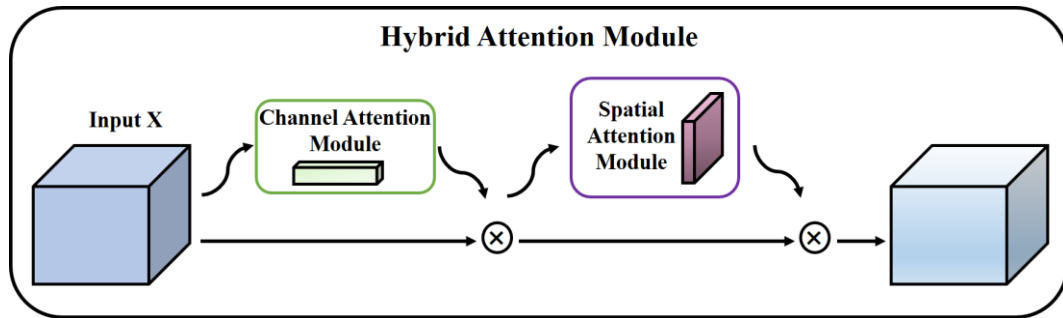 Hybrid Attention Module
Input X
Channel Attention
Module
Spatial
Attention
Module